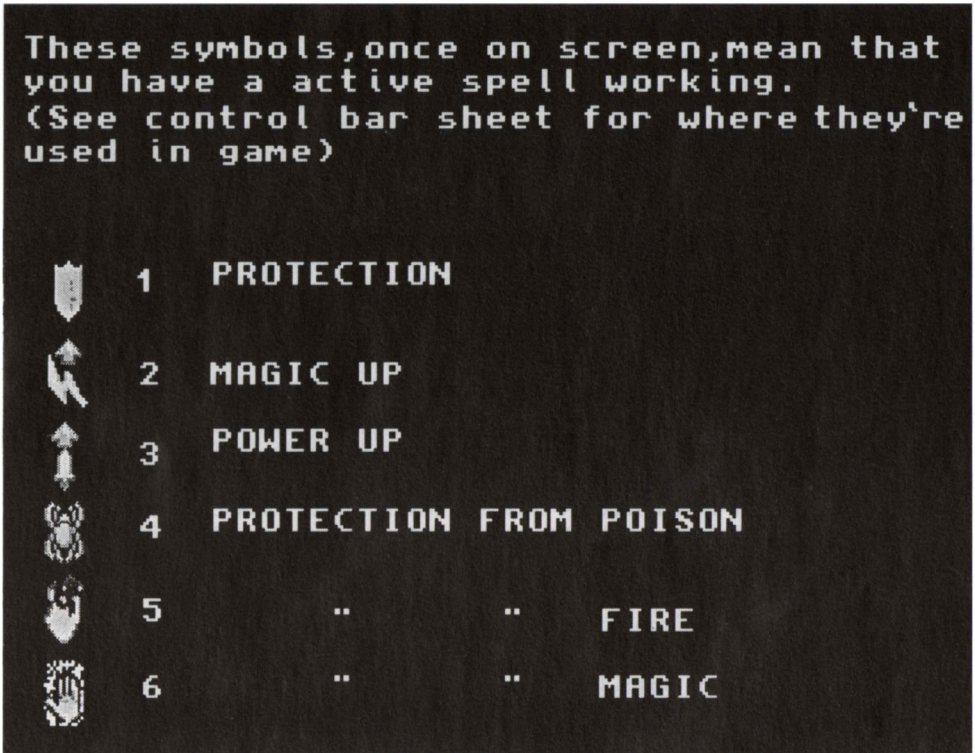 These symbols,once on screen,mean that
you have a active spell working.
(See control bar sheet for where they're
used in game)
1 PROTECTION
2 MAGIC UP
3 POWER UP
4 PROTECTION FROM POISON
5 " " FIRE
6 " " MAGIC